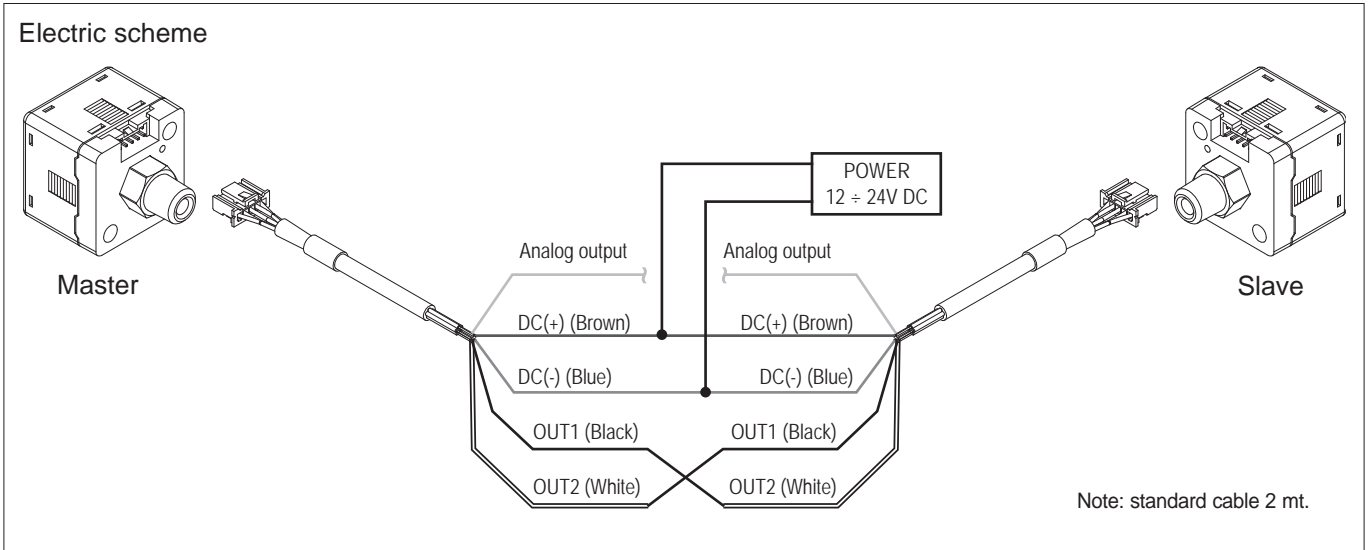 Electric scheme
POWER
12 ÷ 24V DC
Analog output
Analog output
Master
Slave
DC(+) (Brown)
DC(+) (Brown)
DC(-) (Blue)
DC(-) (Blue)
OUT1 (Black)
OUT1 (Black)
OUT2 (White)
OUT2 (White)
Note: standard cable 2 mt.